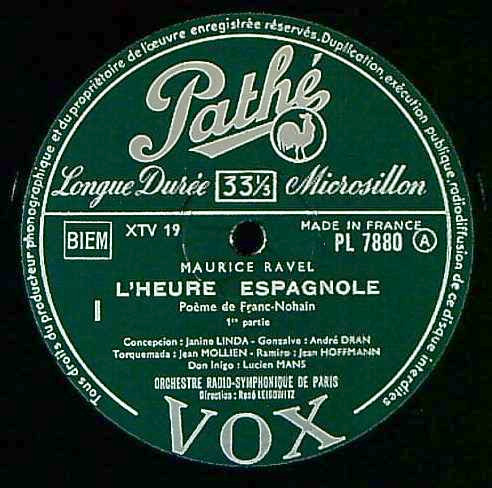 Tous droits du producteur phonographique et du propriétaire de l'œuvre enregistrée réservés. Duplication, exécution publique, radiodiffusion de ce disque interdites
Pathé
Longue Durée 33⅓ Microsillon
BIEM
XTV 19
MADE IN FRANCE
PL 7880 A
MAURICE RAVEL
L'HEURE ESPAGNOLE
Poème de Franc-Nohain
I
1re partie
Concepcion : Janine LINDA - Gonzalve : André DRAN
Torquemada : Jean MOLLIEN - Ramiro : Jean HOFFMANN
Don Inigo : Lucien MANS
ORCHESTRE RADIO-SYMPHONIQUE DE PARIS
Direction : René LEIBOWITZ
VOX